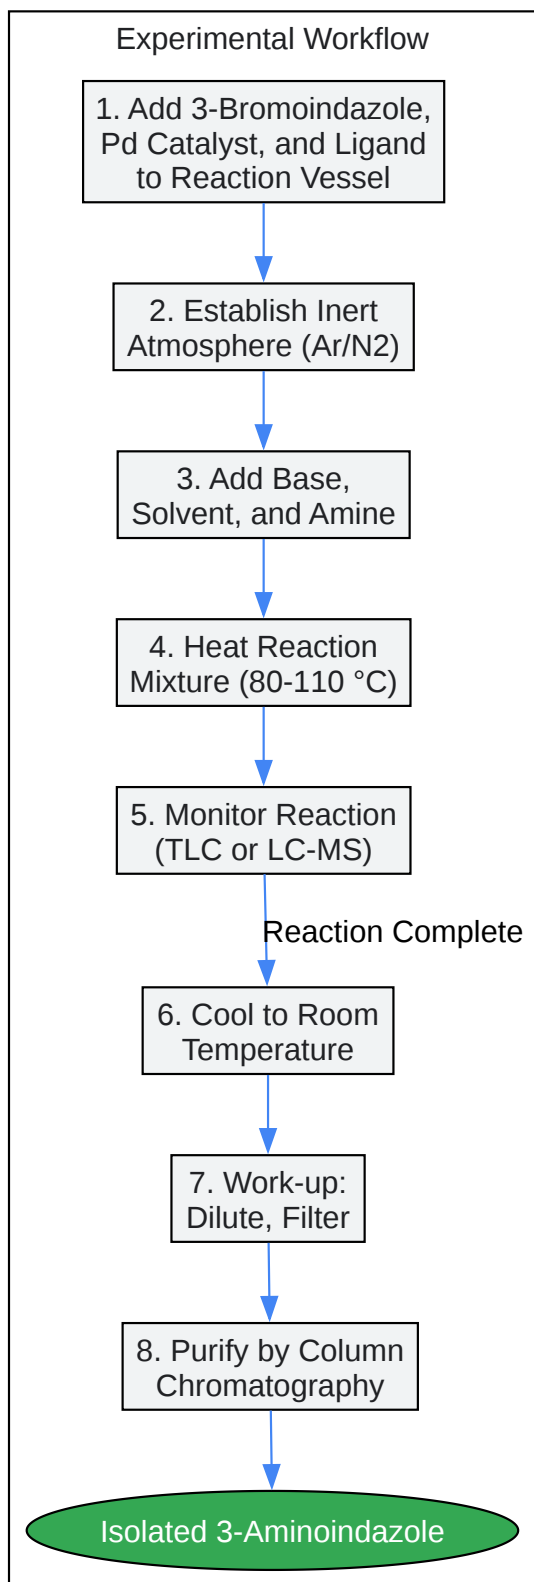 Experimental Workflow
1. Add 3-Bromoindazole,
Pd Catalyst, and Ligand
to Reaction Vessel
2. Establish Inert
Atmosphere (Ar/N2)
3. Add Base,
Solvent, and Amine
4. Heat Reaction
Mixture (80-110 °C)
5. Monitor Reaction
(TLC or LC-MS)
Reaction Complete
6. Cool to Room
Temperature
7. Work-up:
Dilute, Filter
8. Purify by Column
Chromatography
Isolated 3-Aminoindazole